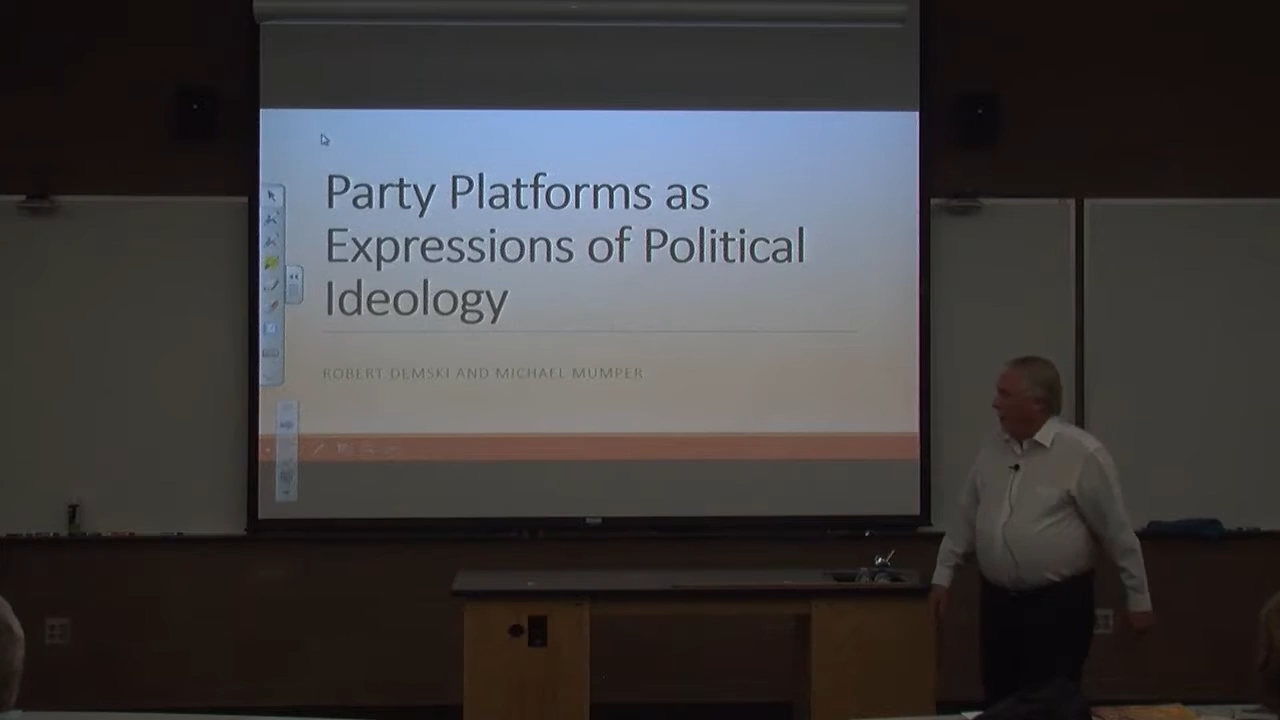 Party Platforms as
Expressions of Political
Ideology
ROBERT DEMSKI AND MICHAEL MUMPER